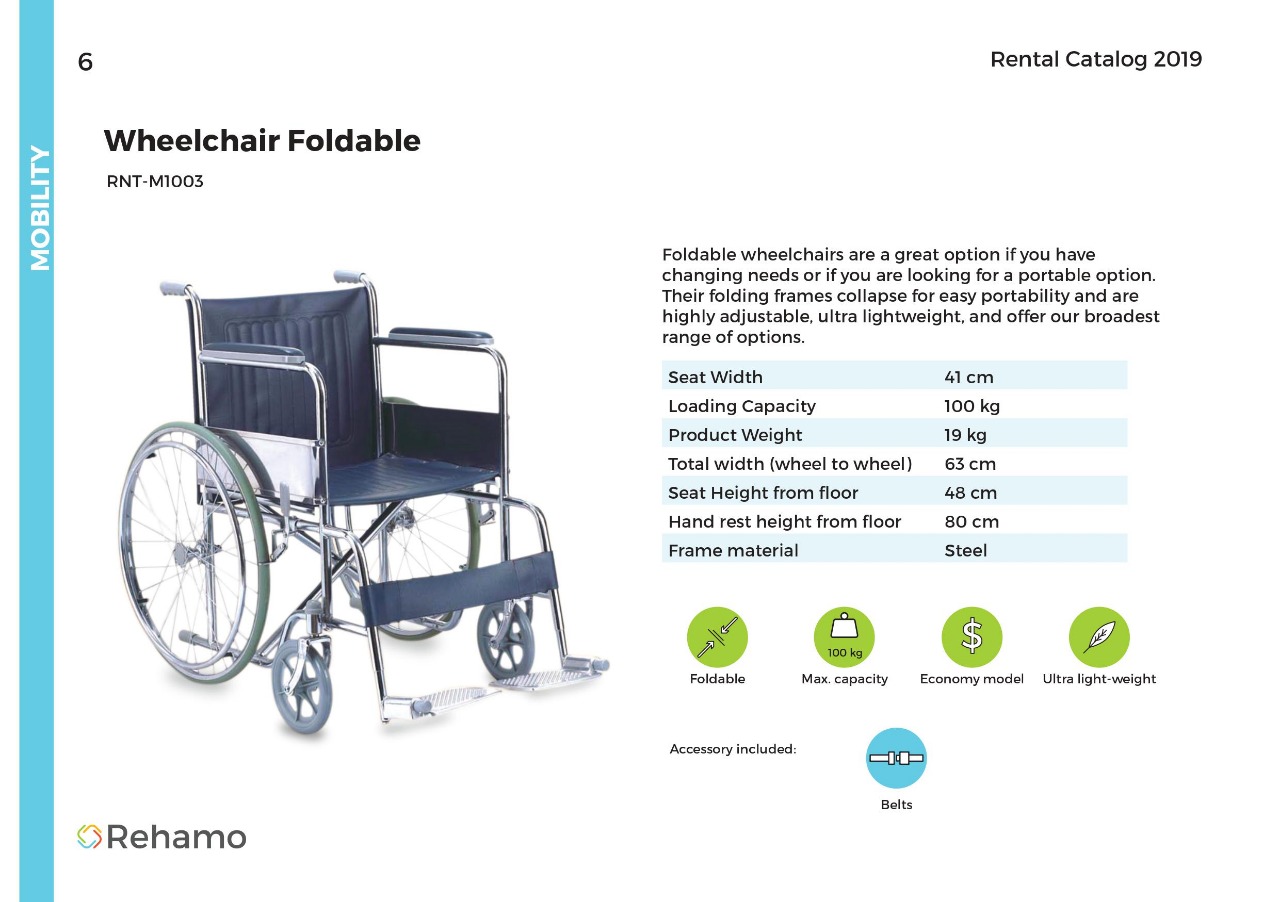 6
Rental Catalog 2019
MOBILITY
Wheelchair Foldable
RNT-M1003
Foldable wheelchairs are a great option if you have
changing needs or if you are looking for a portable option.
Their folding frames collapse for easy portability and are
highly adjustable, ultra lightweight, and offer our broadest
range of options.
Seat Width 41 cm
Loading Capacity 100 kg
Product Weight 19 kg
Total width (wheel to wheel) 63 cm
Seat Height from floor 48 cm
Hand rest height from floor 80 cm
Frame material Steel
100 kg
Foldable Max. capacity Economy model Ultra light-weight
Accessory included:
Belts
Rehamo